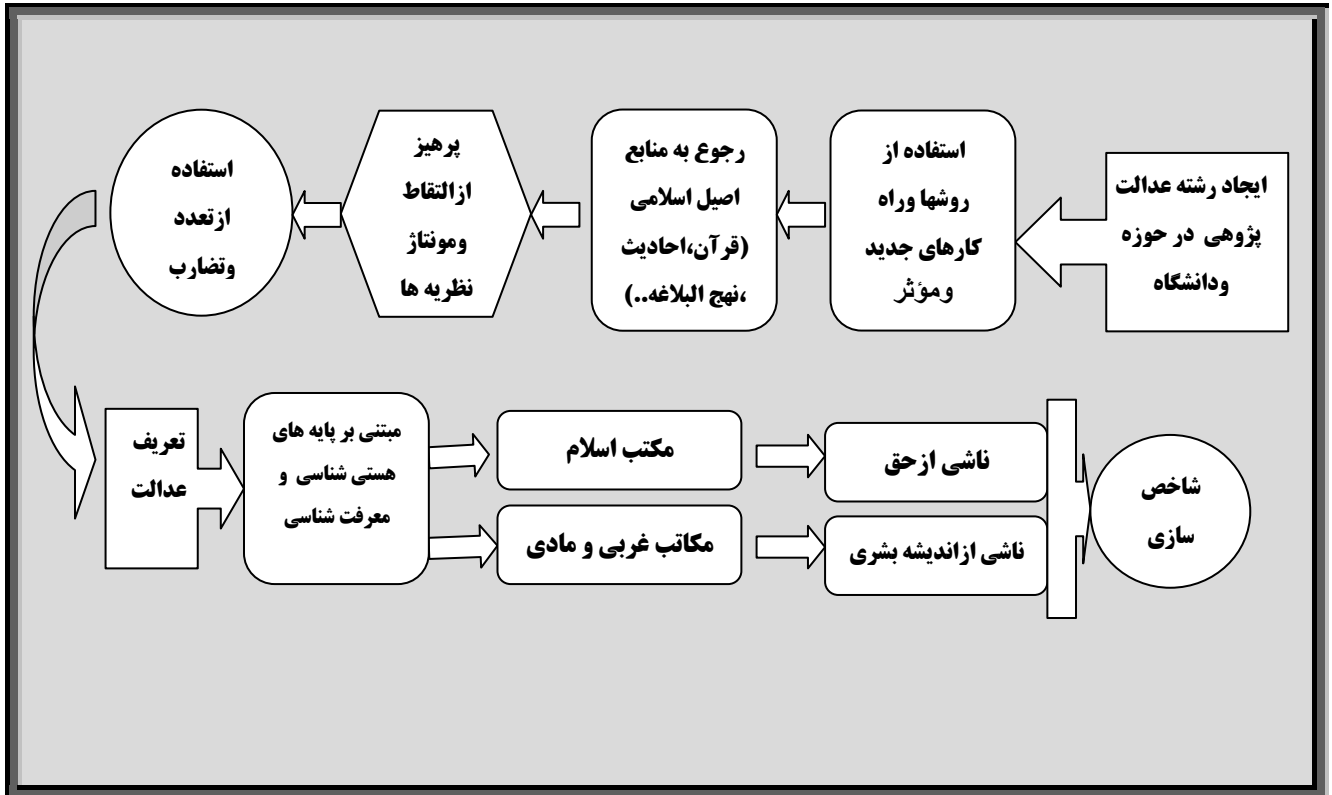 ایجاد رشته عدالت
پژوهی در حوزه
ودانشگاه
استفاده از
روشها وراه
کارهای جدید
ومؤثر
رجوع به منابع
اصیل اسلامی
(قرآن،احادیث
،نهج البلاغه..)
پرهیز
ازالتقاط
ومونتاژ
نظریه ها
استفاده
ازتعدد
وتضارب
تعریف
عدالت
مبتنی بر پایه های
هستی شناسی و
معرفت شناسی
مکتب اسلام
ناشی ازحق
مکاتب غربی و مادی
ناشی ازاندیشه بشری
شاخص
سازی